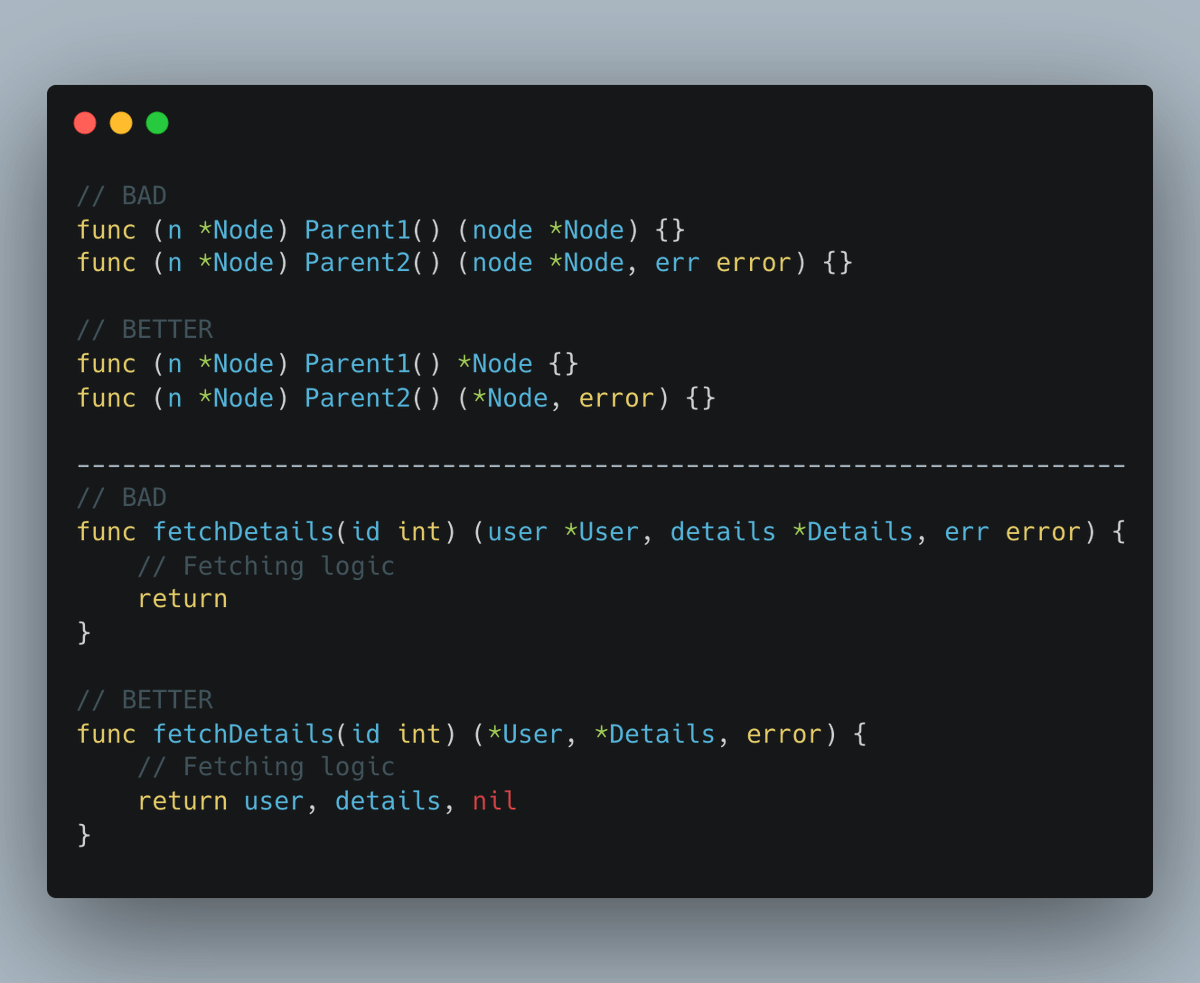 // BAD
func (n *Node) Parent1() (node *Node) {}
func (n *Node) Parent2() (node *Node, err error) {}
// BETTER
func (n *Node) Parent1() *Node {}
func (n *Node) Parent2() (*Node, error) {}
---------------------------------------------------------------------
// BAD
func fetchDetails(id int) (user *User, details *Details, err error) {
    // Fetching logic
    return
}
// BETTER
func fetchDetails(id int) (*User, *Details, error) {
    // Fetching logic
    return user, details, nil
}